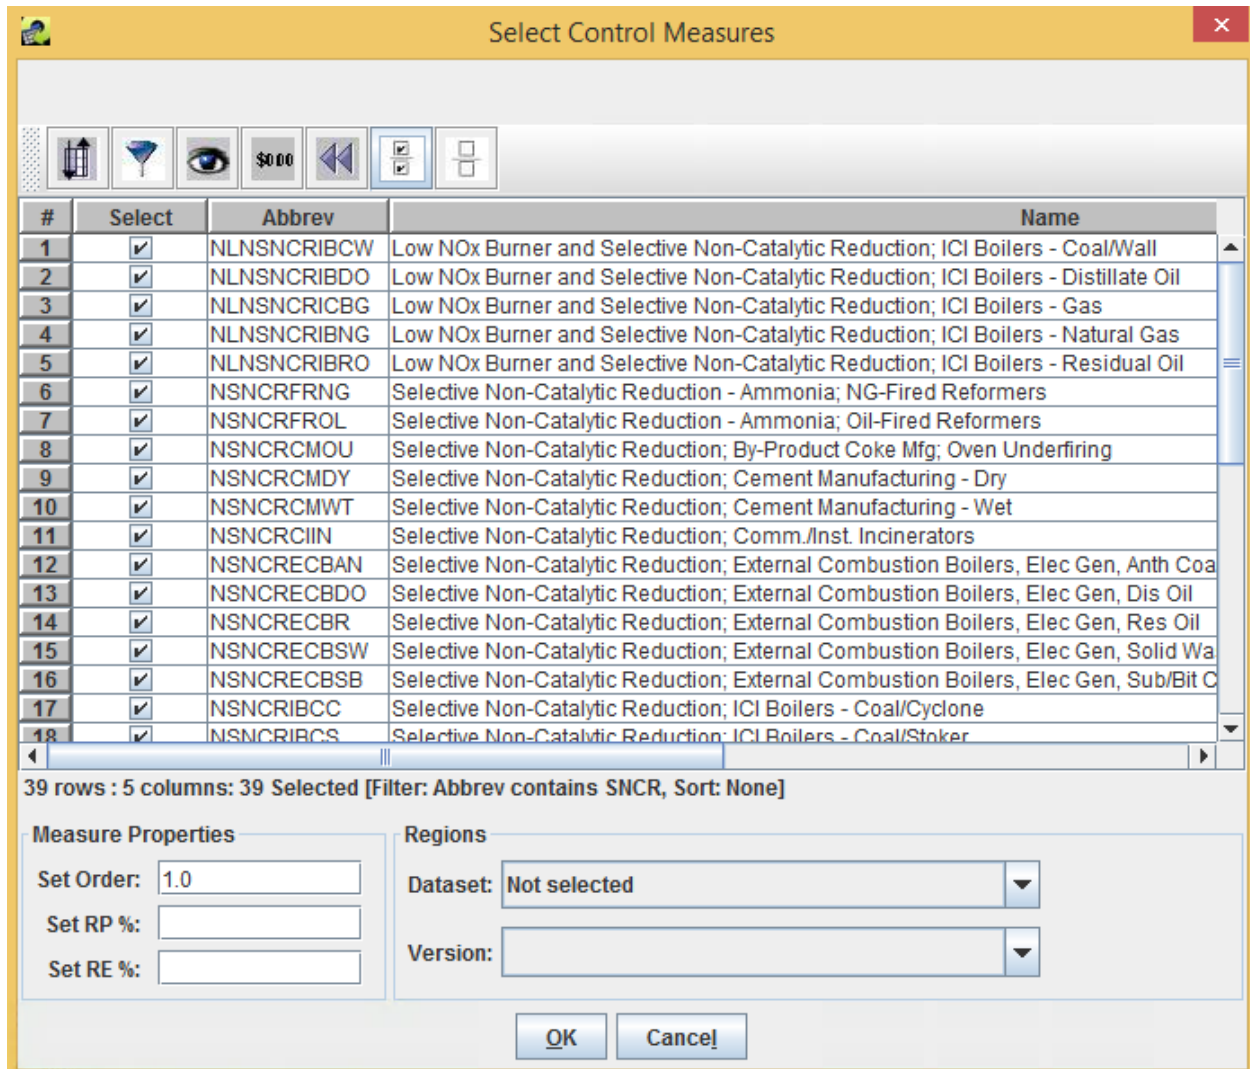 Select Control Measures
x
$000
# Select Abbrev Name
1 NLNSNCRIBCW Low NOx Burner and Selective Non-Catalytic Reduction; ICI Boilers - Coal/Wall
2 NLNSNCRIBDO Low NOx Burner and Selective Non-Catalytic Reduction; ICI Boilers - Distillate Oil
3 NLNSNCRICBG Low NOx Burner and Selective Non-Catalytic Reduction; ICI Boilers - Gas
4 NLNSNCRIBNG Low NOx Burner and Selective Non-Catalytic Reduction; ICI Boilers - Natural Gas
5 NLNSNCRIBRO Low NOx Burner and Selective Non-Catalytic Reduction; ICI Boilers - Residual Oil
6 NSNCRFRNG Selective Non-Catalytic Reduction - Ammonia; NG-Fired Reformers
7 NSNCRFROL Selective Non-Catalytic Reduction - Ammonia; Oil-Fired Reformers
8 NSNCRCMOU Selective Non-Catalytic Reduction; By-Product Coke Mfg; Oven Underfiring
9 NSNCRCMDY Selective Non-Catalytic Reduction; Cement Manufacturing - Dry
10 NSNCRCMWT Selective Non-Catalytic Reduction; Cement Manufacturing - Wet
11 NSNCRCIIN Selective Non-Catalytic Reduction; Comm./Inst. Incinerators
12 NSNCRECBAN Selective Non-Catalytic Reduction; External Combustion Boilers, Elec Gen, Anth Coa
13 NSNCRECBDO Selective Non-Catalytic Reduction; External Combustion Boilers, Elec Gen, Dis Oil
14 NSNCRECBR Selective Non-Catalytic Reduction; External Combustion Boilers, Elec Gen, Res Oil
15 NSNCRECBSW Selective Non-Catalytic Reduction; External Combustion Boilers, Elec Gen, Solid Wa
16 NSNCRECBSB Selective Non-Catalytic Reduction; External Combustion Boilers, Elec Gen, Sub/Bit C
17 NSNCRIBCC Selective Non-Catalytic Reduction; ICI Boilers - Coal/Cyclone
18 NSNCRIBCS Selective Non-Catalytic Reduction; ICI Boilers - Coal/Stoker
39 rows : 5 columns: 39 Selected [Filter: Abbrev contains SNCR, Sort: None]
Measure Properties
Set Order: 1.0
Set RP %:
Set RE %:
Regions
Dataset: Not selected
Version:
OK Cancel